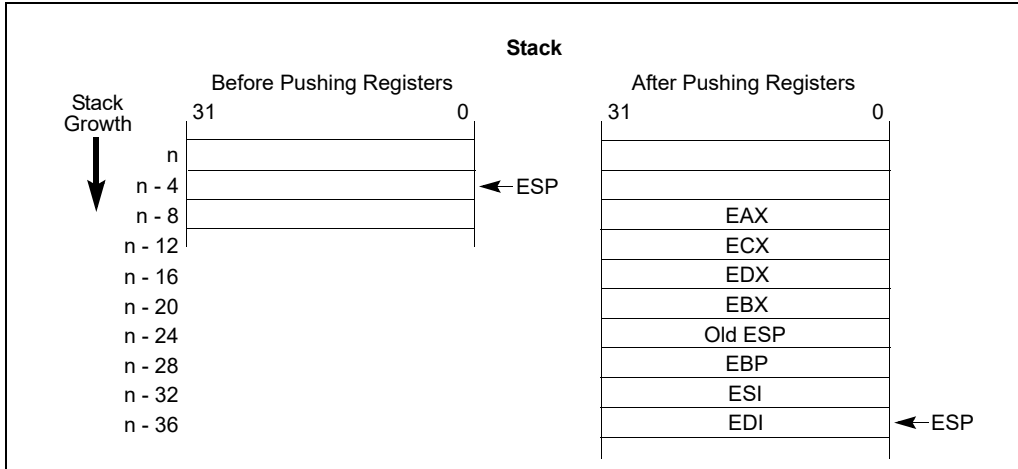 Stack
Before Pushing Registers
After Pushing Registers
Stack
Growth
31 0
31 0
n
n - 4 ESP
n - 8 EAX
n - 12 ECX
n - 16 EDX
n - 20 EBX
n - 24 Old ESP
n - 28 EBP
n - 32 ESI
n - 36 EDI ESP